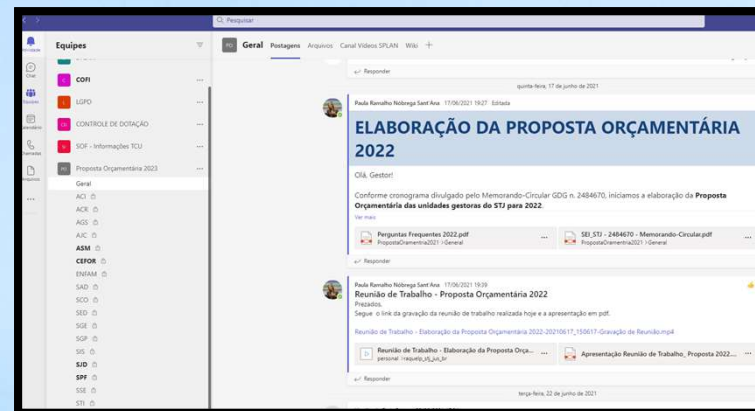 Pesquisar
Equipes
Geral Postagens Arquivos Canal Vídeos SPLAN Wiki +
Chat
COFI
LGPD
CONTROLE DE DOTAÇÃO
SOF - Informações TCU
Proposta Orçamentária 2023
Geral
ACI
ACR
AGS
AJC
ASM
CEFOR
ENFAM
SAD
SCO
SED
SGE
SGP
SIS
SJD
SPF
SSE
STI
Responder
quinta-feira, 17 de junho de 2021
Paula Ramalho Nóbrega Sant'Ana 17/06/2021 19:27 Editada
ELABORAÇÃO DA PROPOSTA ORÇAMENTÁRIA
2022
Olá, Gestor!
Conforme cronograma divulgado pelo Memorando-Circular GDG n. 2484670, iniciamos a elaboração da Proposta
Orçamentária das unidades gestoras do STJ para 2022.
Ver mais
Perguntas Frequentes 2022.pdf
PropostaOramentria2021 > General
SEI_STJ - 2484670 - Memorando-Circular.pdf
PropostaOramentria2021 > General
Responder
Paula Ramalho Nóbrega Sant'Ana 17/06/2021 19:39
Reunião de Trabalho - Proposta Orçamentária 2022
Prezados,
Segue o link da gravação da reunião de trabalho realizada hoje e a apresentação em pdf.
Reunião de Trabalho - Elaboração da Proposta Orçamentária 2022-20210617_150617-Gravação de Reunião.mp4
Reunião de Trabalho - Elaboração da Proposta Orça...
Apresentação Reunião de Trabalho_ Proposta 2022....
Responder
terça-feira, 22 de junho de 2021